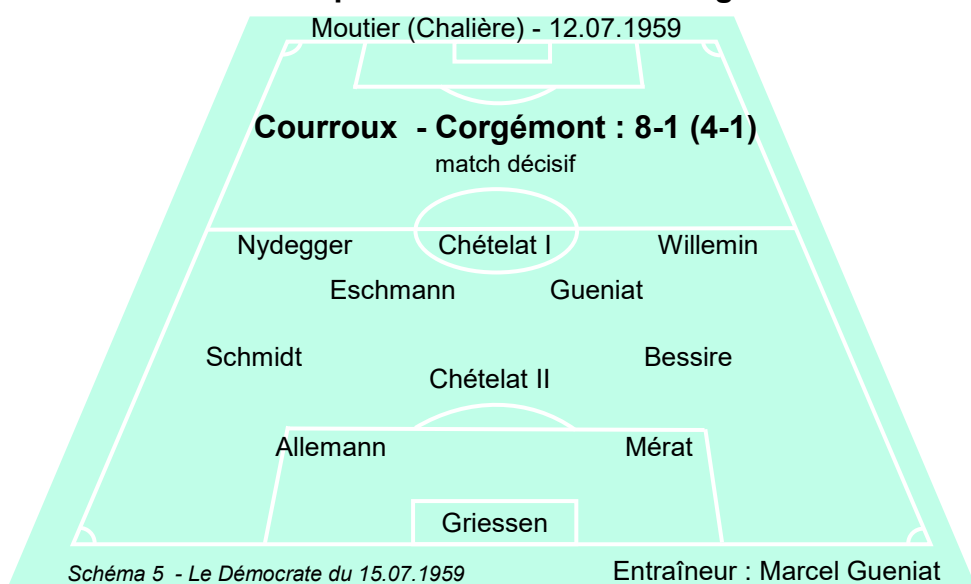 Moutier (Chalière) - 12.07.1959
Courroux - Corgémont : 8-1 (4-1)
match décisif
Nydegger Chételat I Willemin
Eschmann Gueniat
Schmidt Bessire
Chételat II
Allemann Mérat
Griessen
Schéma 5 - Le Démocrate du 15.07.1959 Entraîneur : Marcel Gueniat